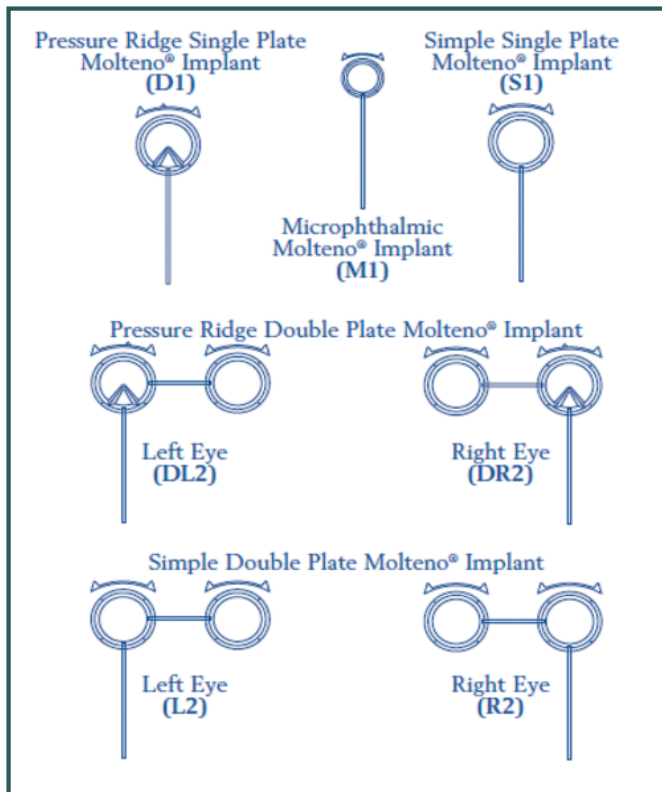 Pressure Ridge Single Plate
Molteno® Implant
(D1)
Simple Single Plate
Molteno® Implant
(S1)
Microphthalmic
Molteno® Implant
(M1)
Pressure Ridge Double Plate Molteno® Implant
Left Eye
(DL2)
Right Eye
(DR2)
Simple Double Plate Molteno® Implant
Left Eye
(L2)
Right Eye
(R2)